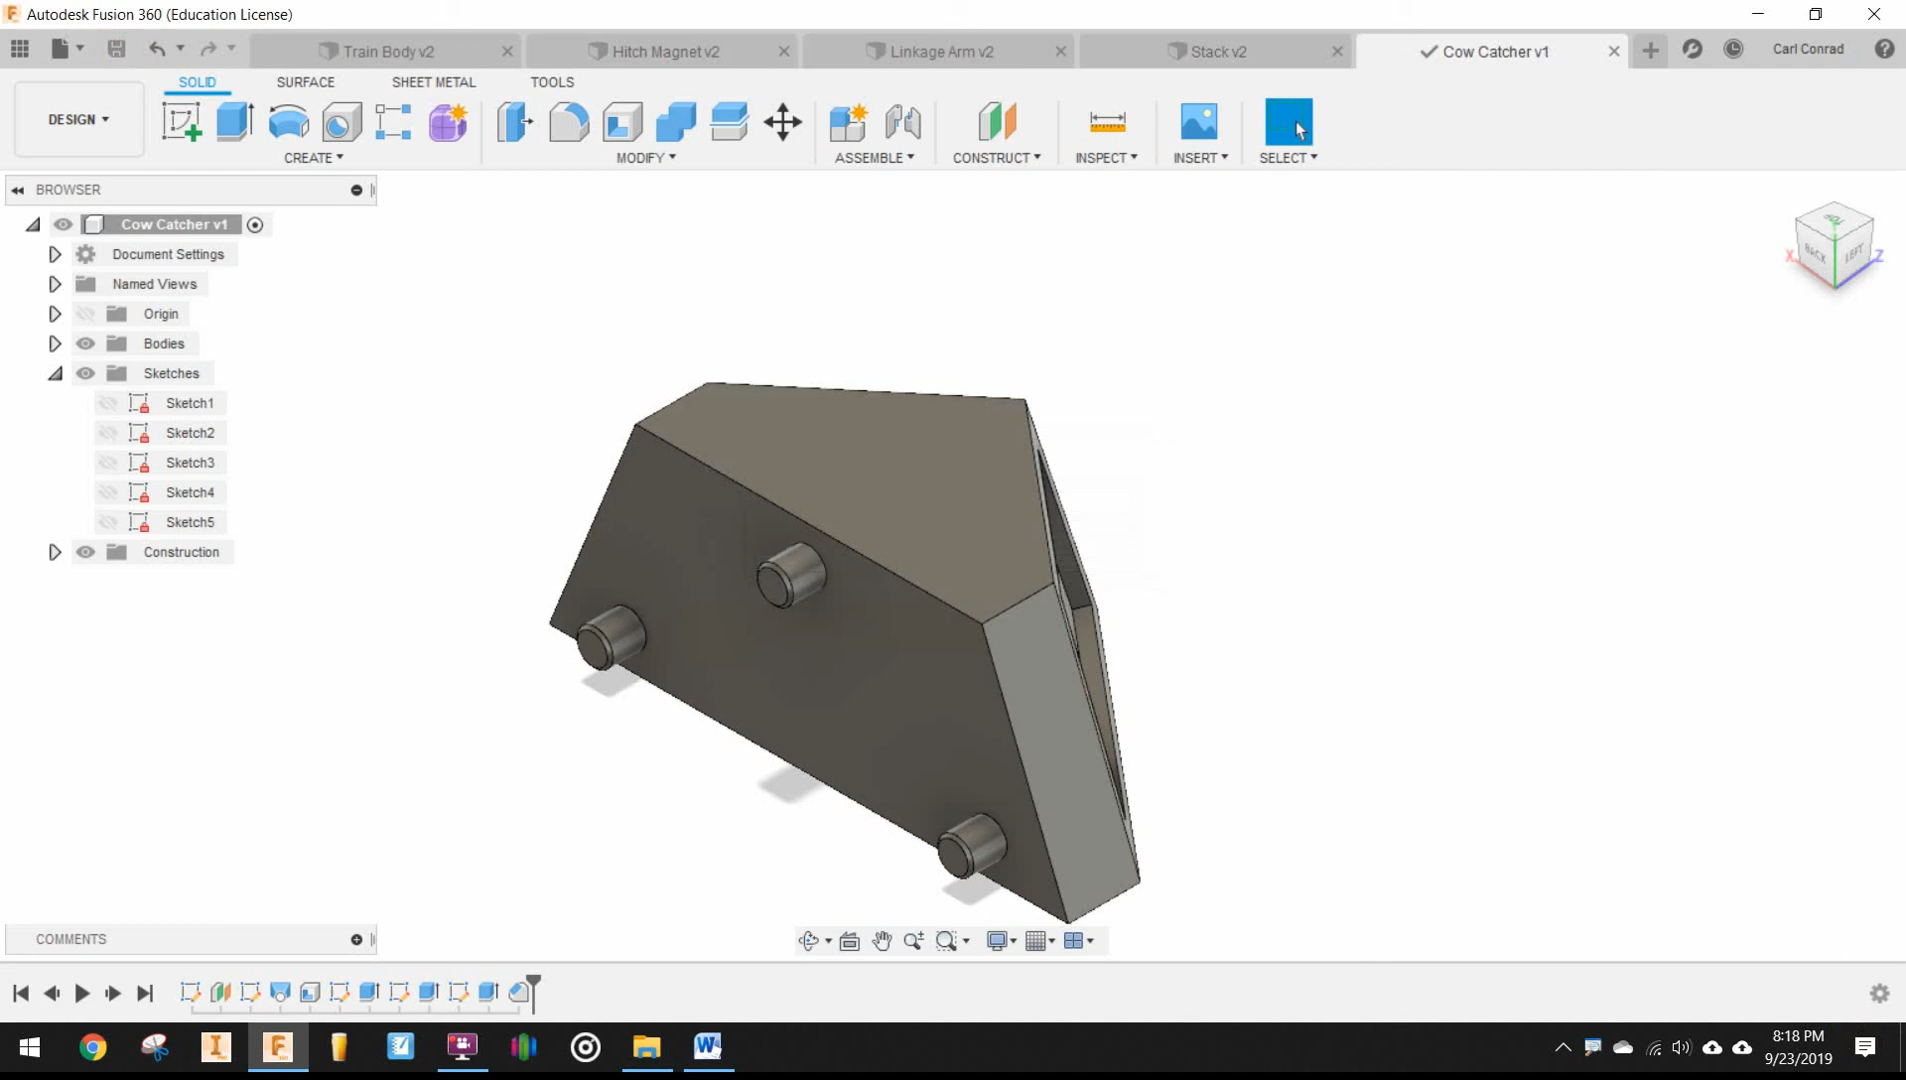 Autodesk Fusion 360 (Education License)
Train Body v2
Hitch Magnet v2
Linkage Arm v2
Stack v2
Cow Catcher v1
Carl Conrad
DESIGN
SOLID
SURFACE
SHEET METAL
TOOLS
CREATE
MODIFY
ASSEMBLE
CONSTRUCT
INSPECT
INSERT
SELECT
BROWSER
Cow Catcher v1
Document Settings
Named Views
Origin
Bodies
Sketches
Sketch1
Sketch2
Sketch3
Sketch4
Sketch5
Construction
TOP
BACK
LEFT
X
Z
COMMENTS
8:18 PM
9/23/2019